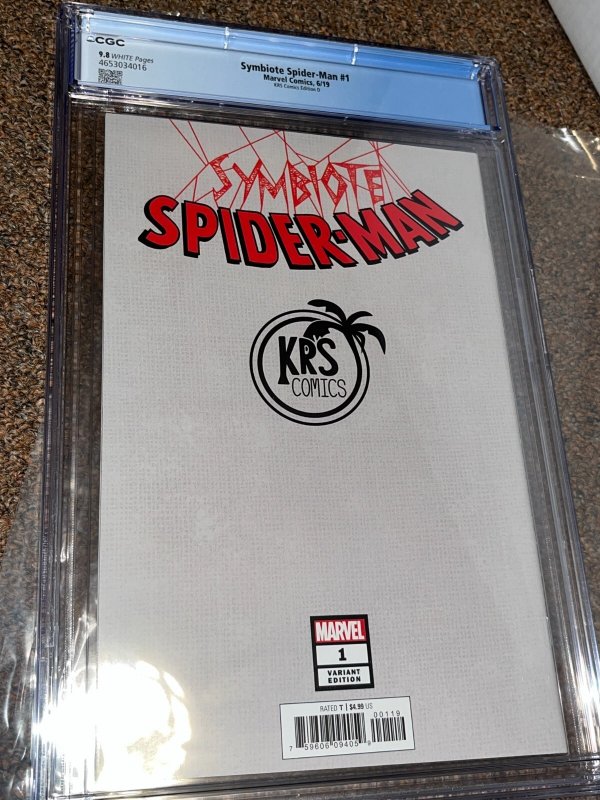 CGC
9.8 WHITE Pages
4653034016
Symbiote Spider-Man #1
Marvel Comics, 6/19
KRS Comics Edition D
SYMBIOTE
SPIDER-MAN
KRS
COMICS
MARVEL
1
VARIANT
EDITION
RATED T | $4.99 US
00119
7 59606 09405 9